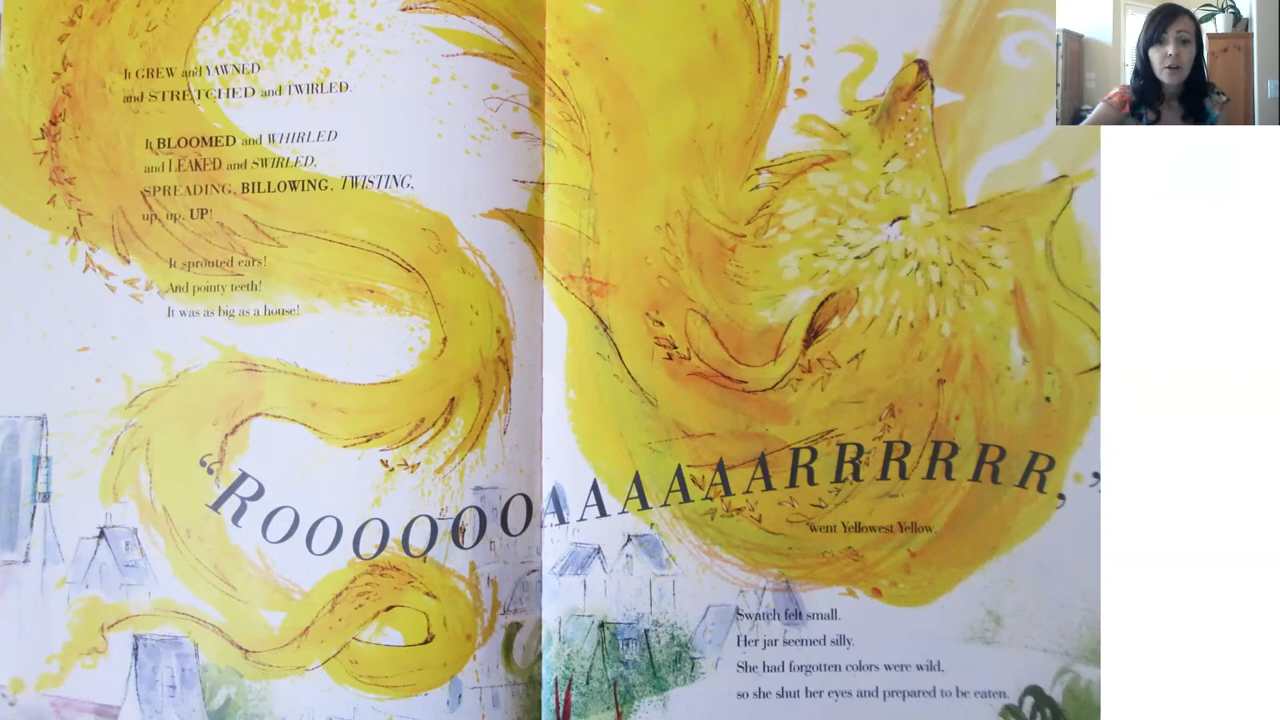 It GREW and YAWNED
and STRETCHED and TWIRLED.
It BLOOMED and WHIRLED
and LEAKED and SWIRLED,
SPREADING, BILLOWING, TWISTING,
up, up, UP!
It sprouted ears!
And pointy teeth!
It was as big as a house!
"ROOOOOOAAAAAARRRRRRR,"
went Yellowest Yellow.
Swatch felt small.
Her jar seemed silly.
She had forgotten colors were wild,
so she shut her eyes and prepared to be eaten.